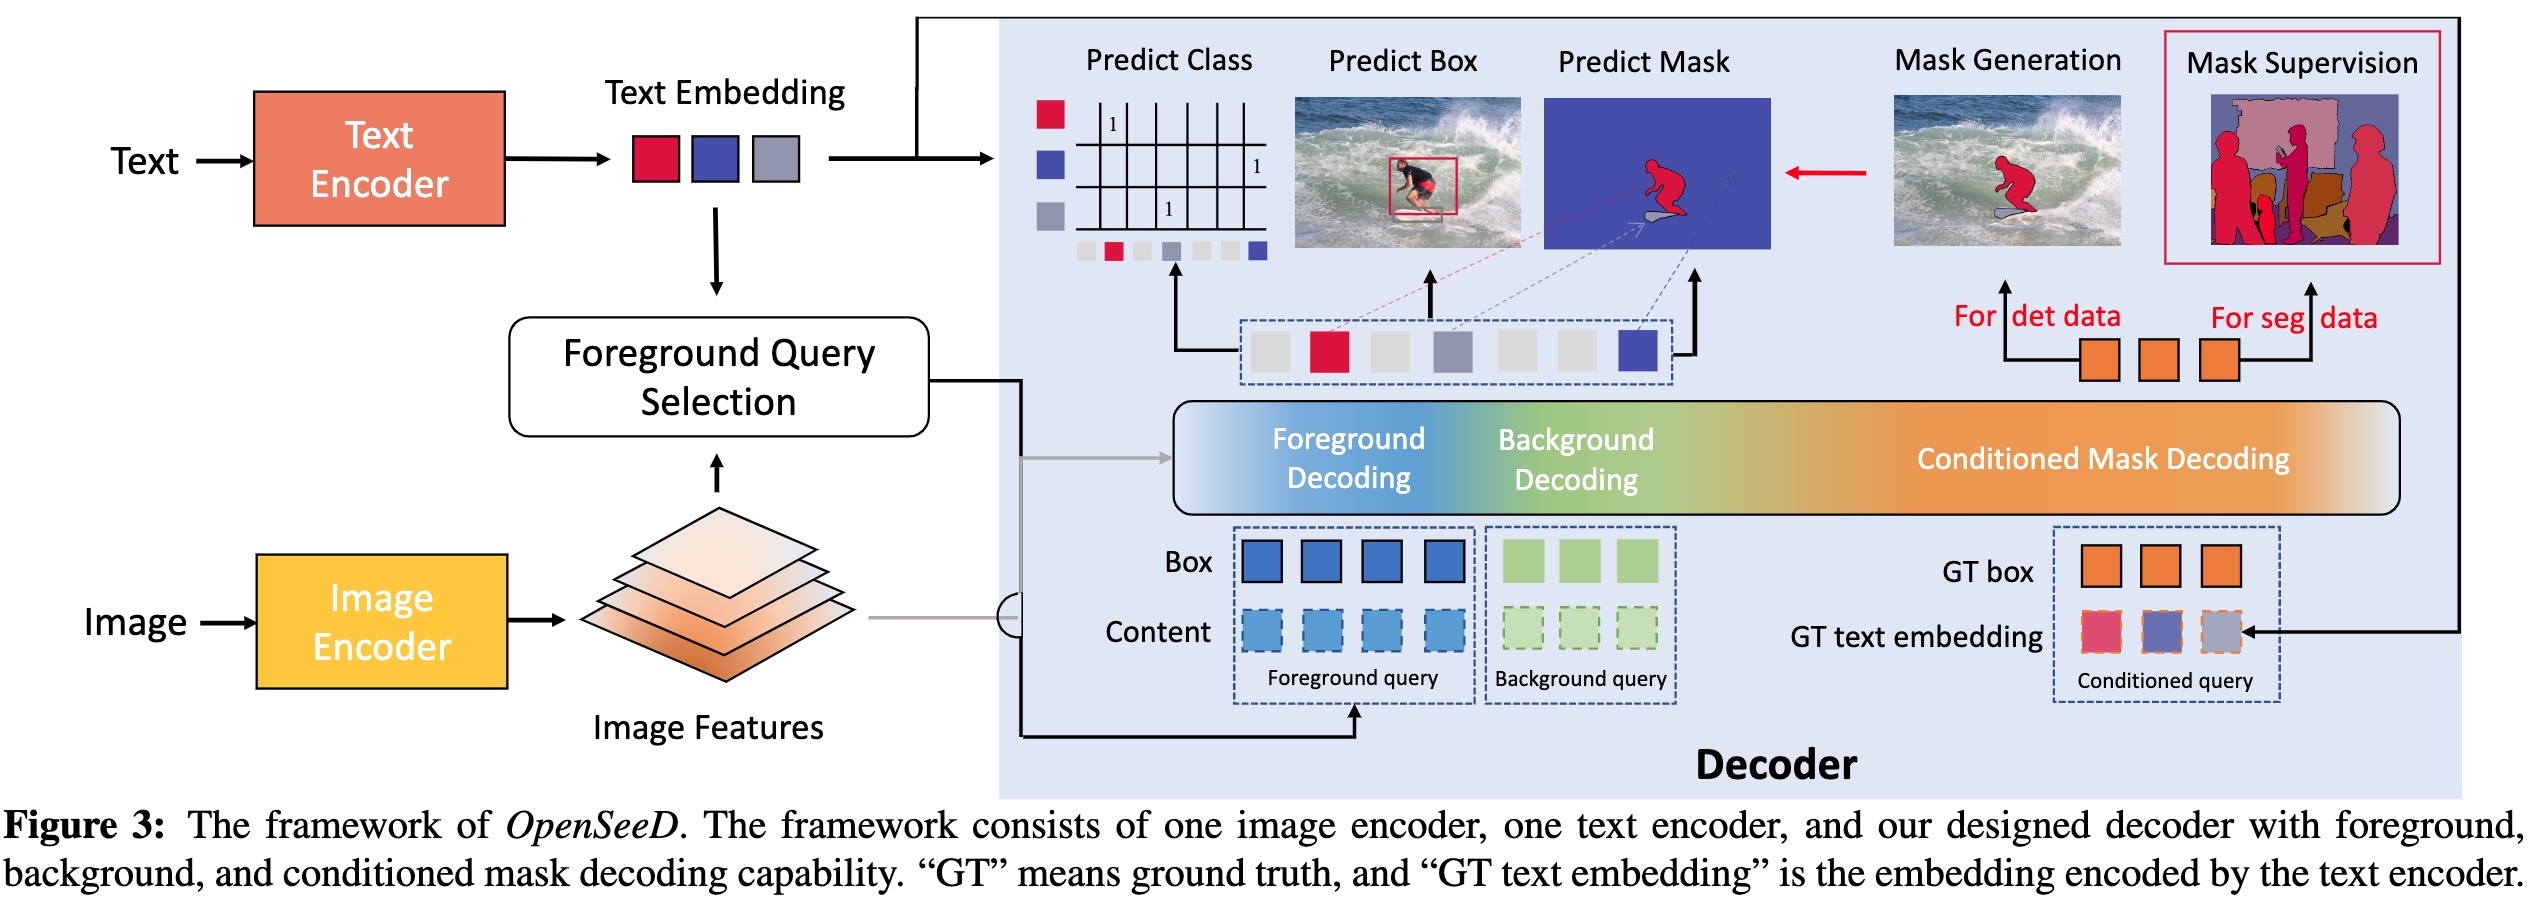 Predict Class
Predict Box
Predict Mask
Mask Generation
Mask Supervision
Text
Text
Encoder
Text Embedding
1
1
1
For det data
For seg data
Foreground Query
Selection
Foreground
Decoding
Background
Decoding
Conditioned Mask Decoding
Image
Image
Encoder
Image Features
Box
Content
Foreground query
Background query
GT box
GT text embedding
Conditioned query
Decoder
Figure 3: The framework of OpenSeeD. The framework consists of one image encoder, one text encoder, and our designed decoder with foreground,
background, and conditioned mask decoding capability. “GT” means ground truth, and “GT text embedding” is the embedding encoded by the text encoder.